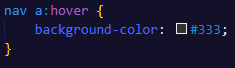 nav a:hover {
    background-color: #333;
}